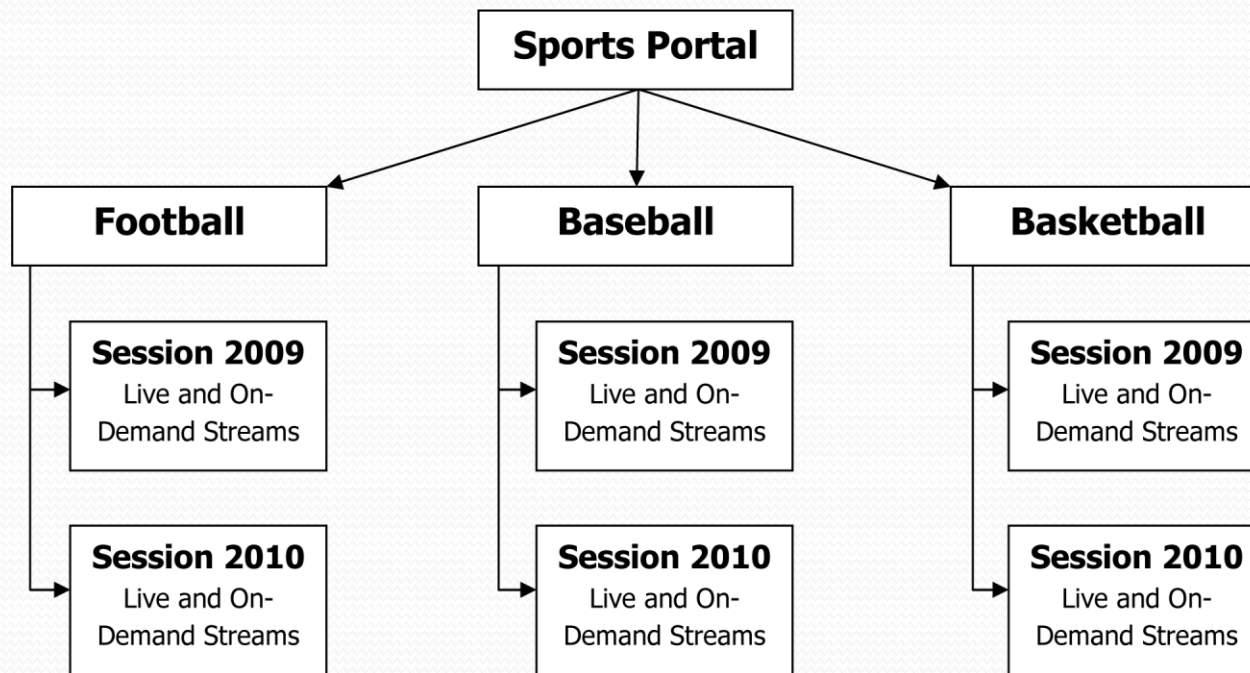 Sports Portal
Football
Baseball
Basketball
Session 2009
Live and On-
Demand Streams
Session 2009
Live and On-
Demand Streams
Session 2009
Live and On-
Demand Streams
Session 2010
Live and On-
Demand Streams
Session 2010
Live and On-
Demand Streams
Session 2010
Live and On-
Demand Streams